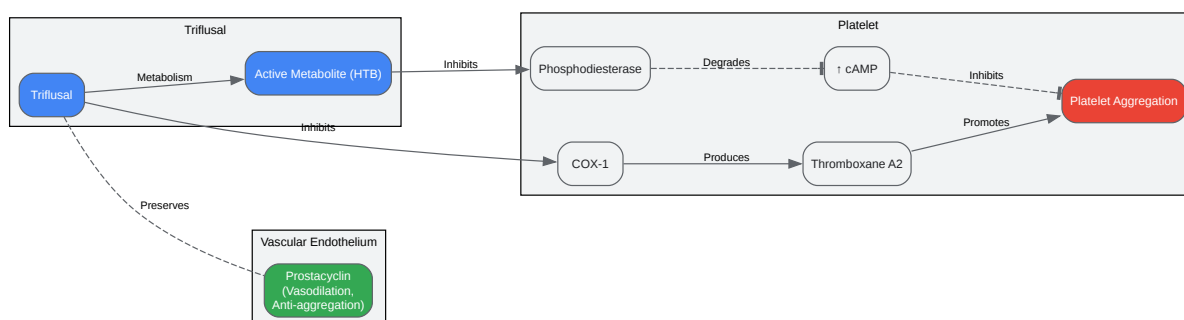 Triflusal
Triflusal
Metabolism
Active Metabolite (HTB)
Inhibits
Inhibits
Preserves
Platelet
Phosphodiesterase
Degrades
↑ cAMP
Inhibits
Platelet Aggregation
COX-1
Produces
Thromboxane A2
Promotes
Vascular Endothelium
Prostacyclin
(Vasodilation,
Anti-aggregation)